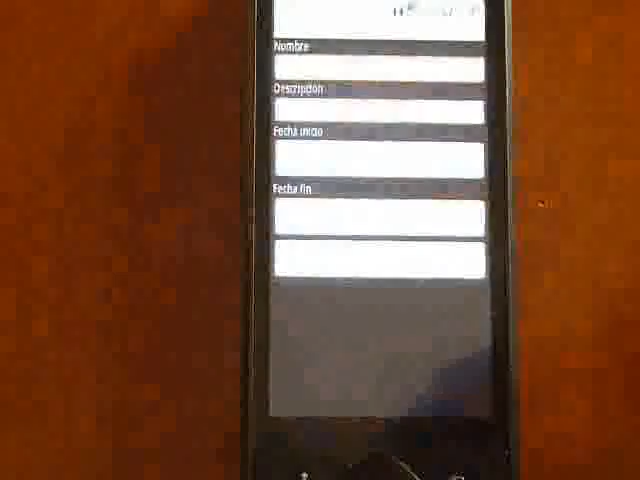 Nombre
Descripcion
Fecha inicio
Fecha fin